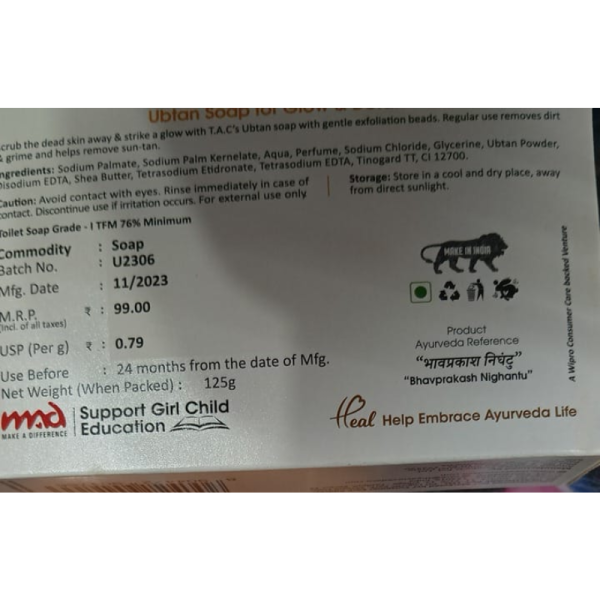 Ubtan Soap for Glow &
scrub the dead skin away & strike a glow with T.A.C's Ubtan soap with gentle exfoliation beads. Regular use removes dirt
& grime and helps remove sun-tan.
Ingredients: Sodium Palmate, Sodium Palm Kernelate, Aqua, Perfume, Sodium Chloride, Glycerine, Ubtan Powder,
Disodium EDTA, Shea Butter, Tetrasodium Etidronate, Tetrasodium EDTA, Tinogard TT, CI 12700.
Caution: Avoid contact with eyes. Rinse immediately in case of
contact. Discontinue use if irritation occurs. For external use only
Storage: Store in a cool and dry place, away
from direct sunlight.
Toilet Soap Grade - I TFM 76% Minimum
Commodity : Soap
Batch No. : U2306
Mfg. Date : 11/2023
M.R.P. ₹ : 99.00
(Incl. of all taxes)
USP (Per g) ₹ : 0.79
Use Before : 24 months from the date of Mfg.
Net Weight (When Packed) : 125g
MAKE IN INDIA
Product
Ayurveda Reference
“भावप्रकाश निघंटु”
“Bhavprakash Nighantu”
A Wipro Consumer Care backed Venture
mad
MAKE A DIFFERENCE
Support Girl Child
Education
Heal Help Embrace Ayurveda Life